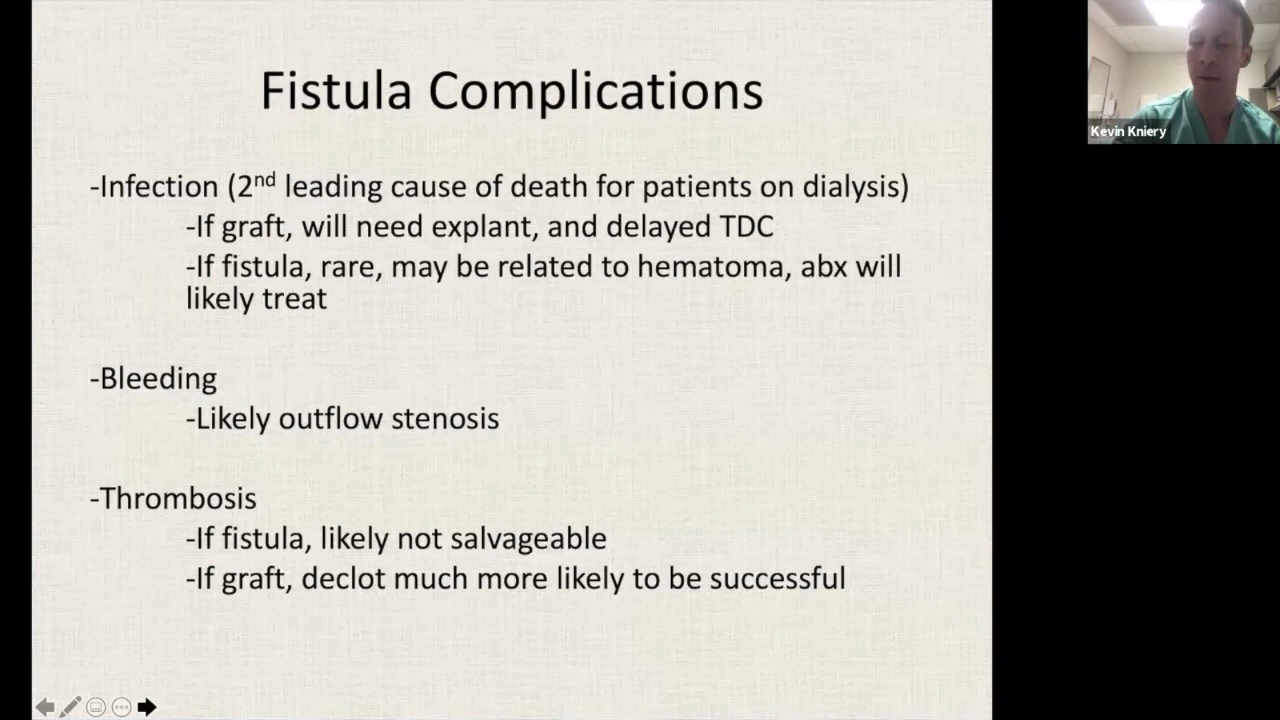 Fistula Complications
Kevin Kniery
-Infection (2nd leading cause of death for patients on dialysis)
-If graft, will need explant, and delayed TDC
-If fistula, rare, may be related to hematoma, abx will
likely treat
-Bleeding
-Likely outflow stenosis
-Thrombosis
-If fistula, likely not salvageable
-If graft, declot much more likely to be successful